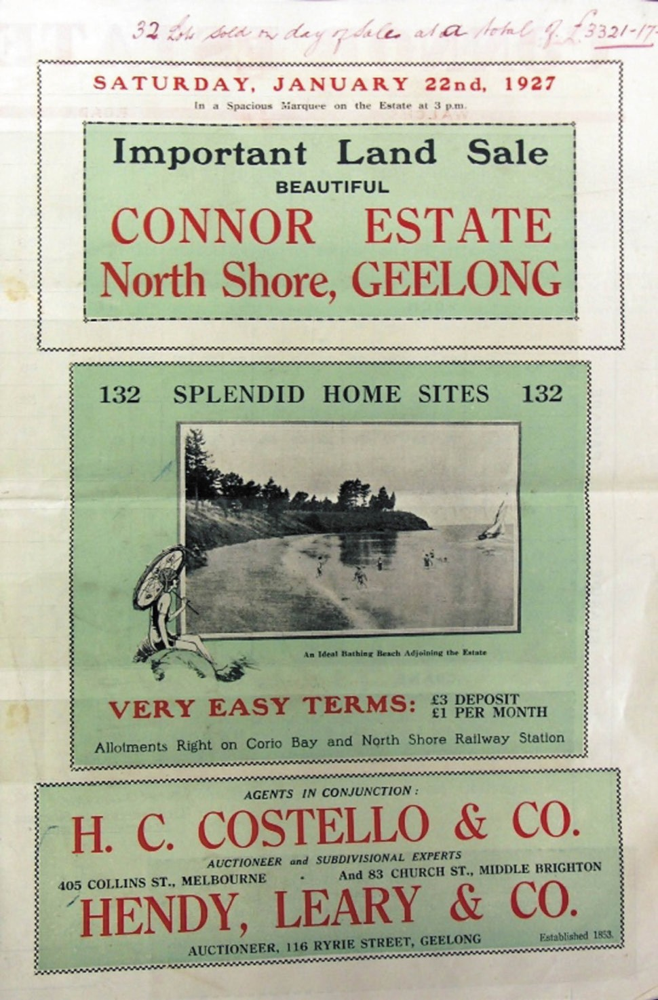 32 Lots sold on day of Sale at a total of £3321-17-
SATURDAY, JANUARY 22nd, 1927
In a Spacious Marquee on the Estate at 3 p.m.
Important Land Sale
BEAUTIFUL
CONNOR ESTATE
North Shore, GEELONG
132 SPLENDID HOME SITES 132
An Ideal Bathing Beach Adjoining the Estate
VERY EASY TERMS: £3 DEPOSIT
£1 PER MONTH
Allotments Right on Corio Bay and North Shore Railway Station
AGENTS IN CONJUNCTION:
H. C. COSTELLO & CO.
AUCTIONEER and SUBDIVISIONAL EXPERTS
405 COLLINS ST., MELBOURNE - And 83 CHURCH ST., MIDDLE BRIGHTON
HENDY, LEARY & CO.
AUCTIONEER, 116 RYRIE STREET, GEELONG
Established 1853.